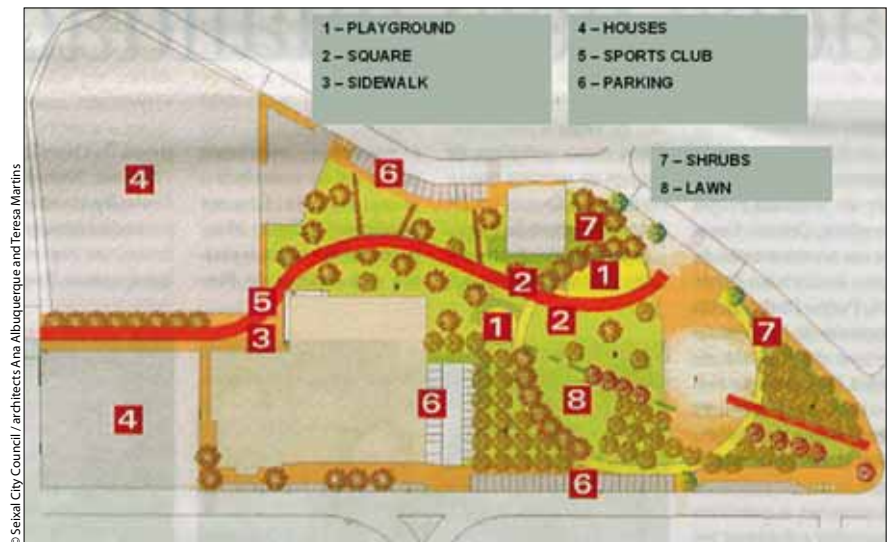 1 – PLAYGROUND
2 – SQUARE
3 – SIDEWALK
4 – HOUSES
5 – SPORTS CLUB
6 – PARKING
7 – SHRUBS
8 – LAWN
4
6
7
1
2
5
2
3
1
7
6
8
4
6
© Seixal City Council / architects Ana Albuquerque and Teresa Martins